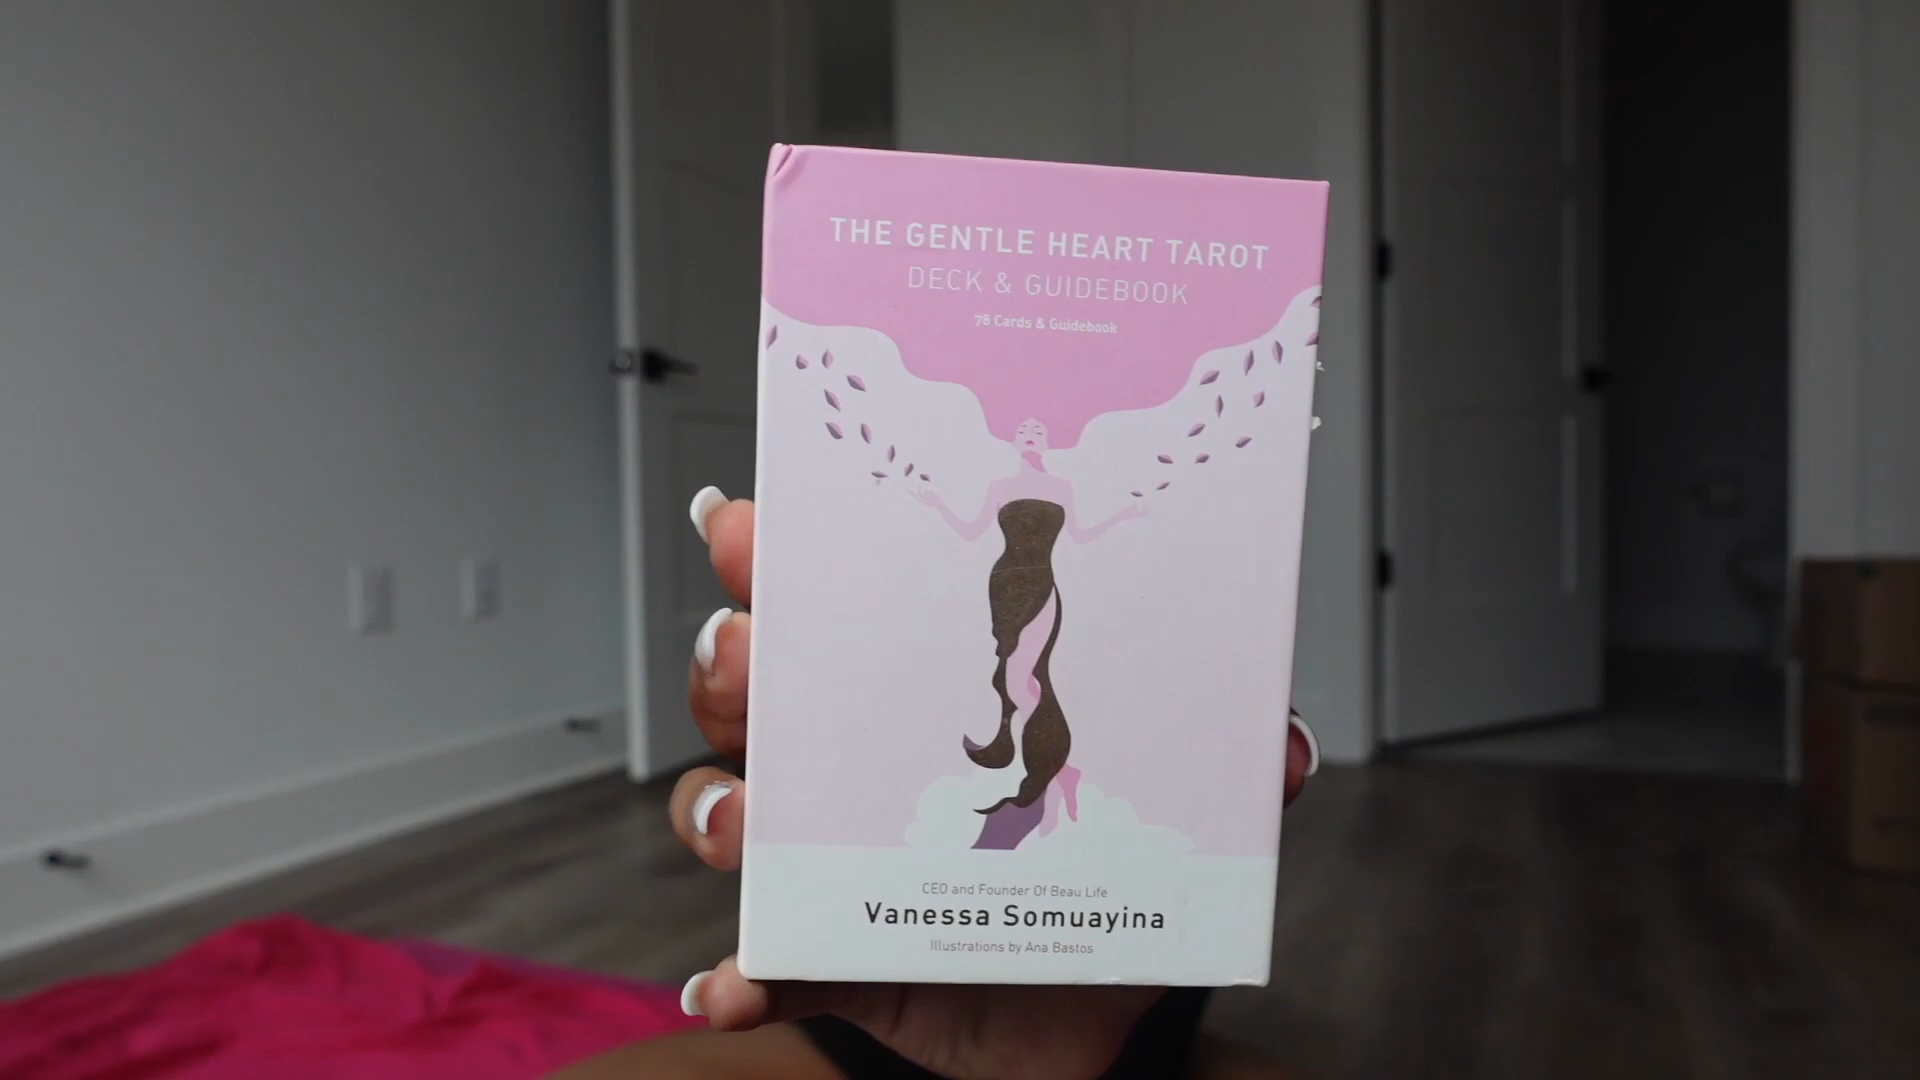 THE GENTLE HEART TAROT
DECK & GUIDEBOOK
78 Cards & Guidebook
CEO and Founder Of Beau Life
Vanessa Somuayina
Illustrations by Ana Bastos